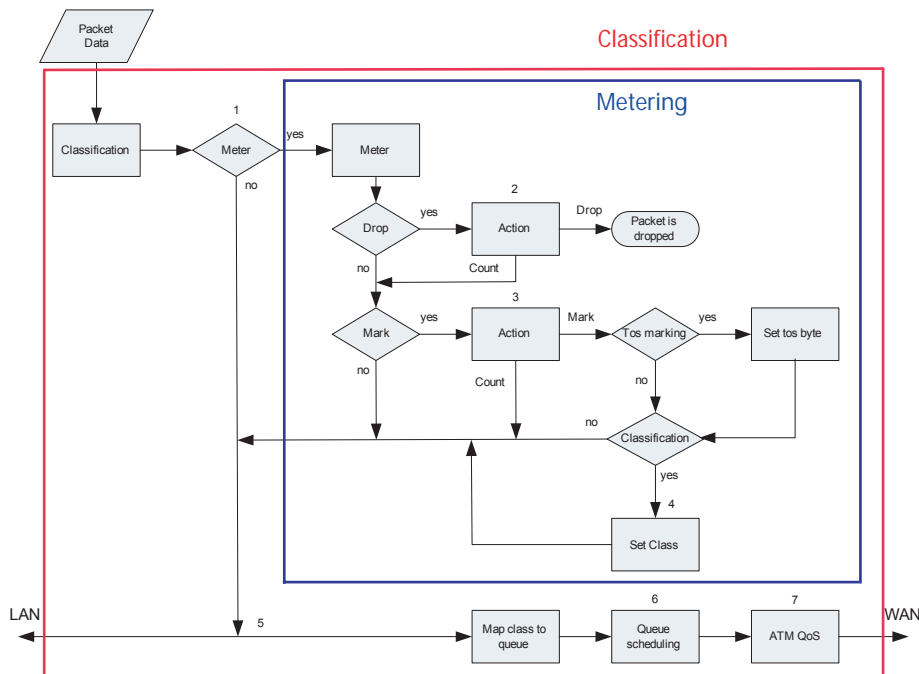 Packet
Data
Classification
Metering
1
Classification
Meter
yes
Meter
no
2
Drop
yes
Action
Drop
Packet is
dropped
no
Count
3
Mark
yes
Action
Mark
Tos marking
yes
Set tos byte
no
Count
no
no
Classification
yes
4
Set Class
LAN
5
6
7
WAN
Map class to
queue
Queue
scheduling
ATM QoS